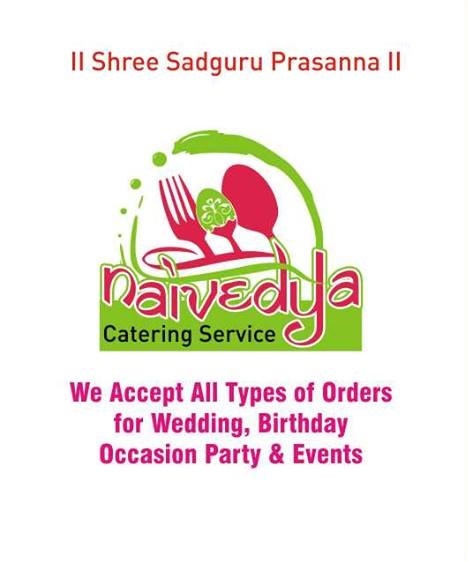 II Shree Sadguru Prasanna II
naivedya
Catering Service
We Accept All Types of Orders
for Wedding, Birthday
Occasion Party & Events